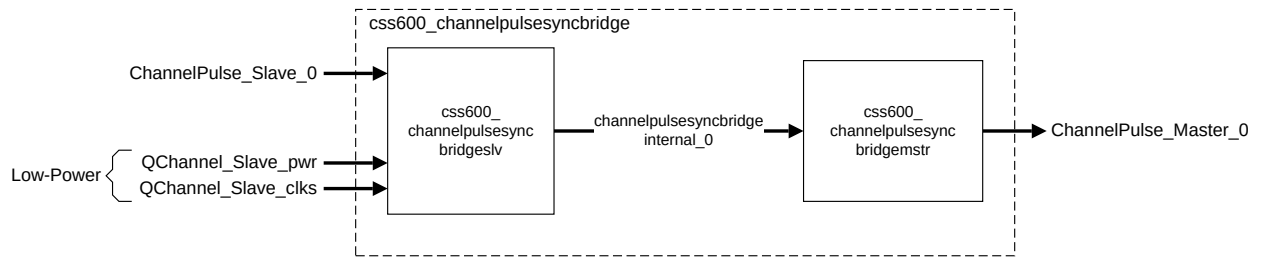 css600_channelpulsesyncbridge
ChannelPulse_Slave_0
css600_
channelpulsesync
bridgeslv
channelpulsesyncbridge
internal_0
css600_
channelpulsesync
bridgemstr
ChannelPulse_Master_0
Low-Power
QChannel_Slave_pwr
QChannel_Slave_clks